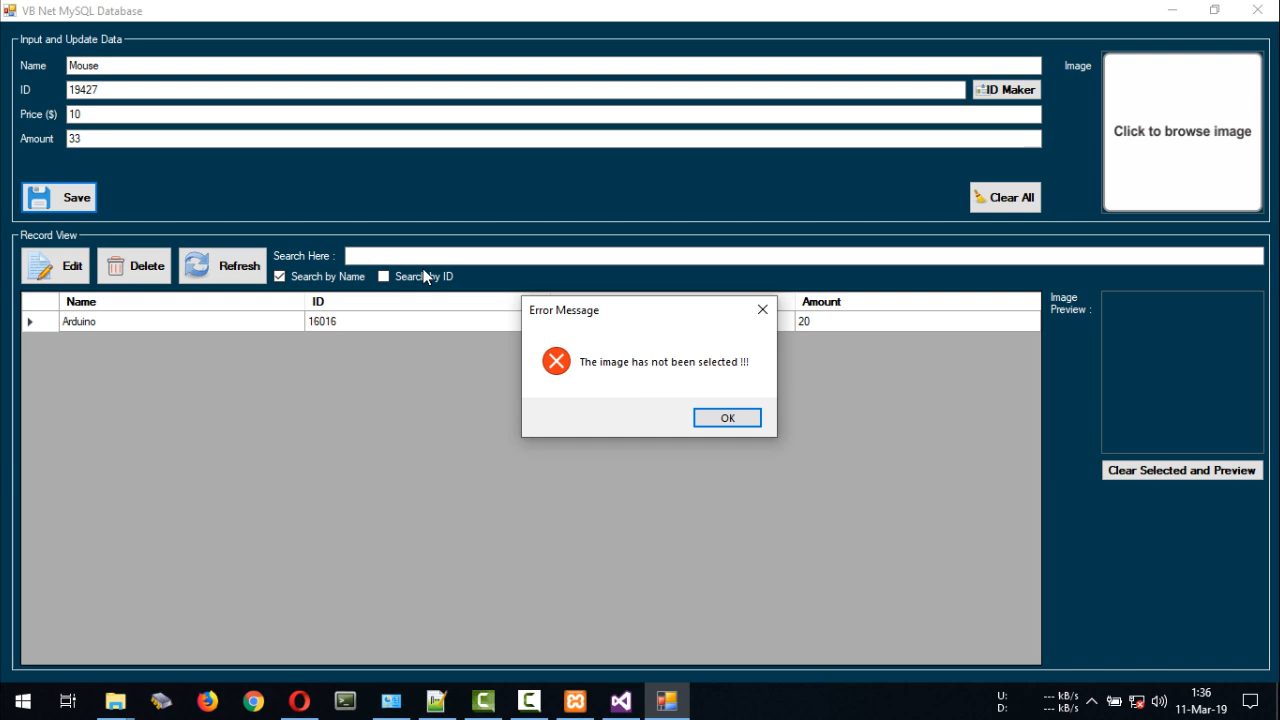 VB Net MySQL Database
Input and Update Data
Name Mouse
Image
ID 19427
ID Maker
Price ($) 10
Click to browse image
Amount 33
Save
Clear All
Record View
Edit
Delete
Refresh
Search Here :
Search by Name
Search by ID
Name ID Amount
Arduino 16016 20
Image
Preview :
Error Message
The image has not been selected !!!
OK
Clear Selected and Preview
U: --- kB/s
D: --- kB/s
1:36
11-Mar-19